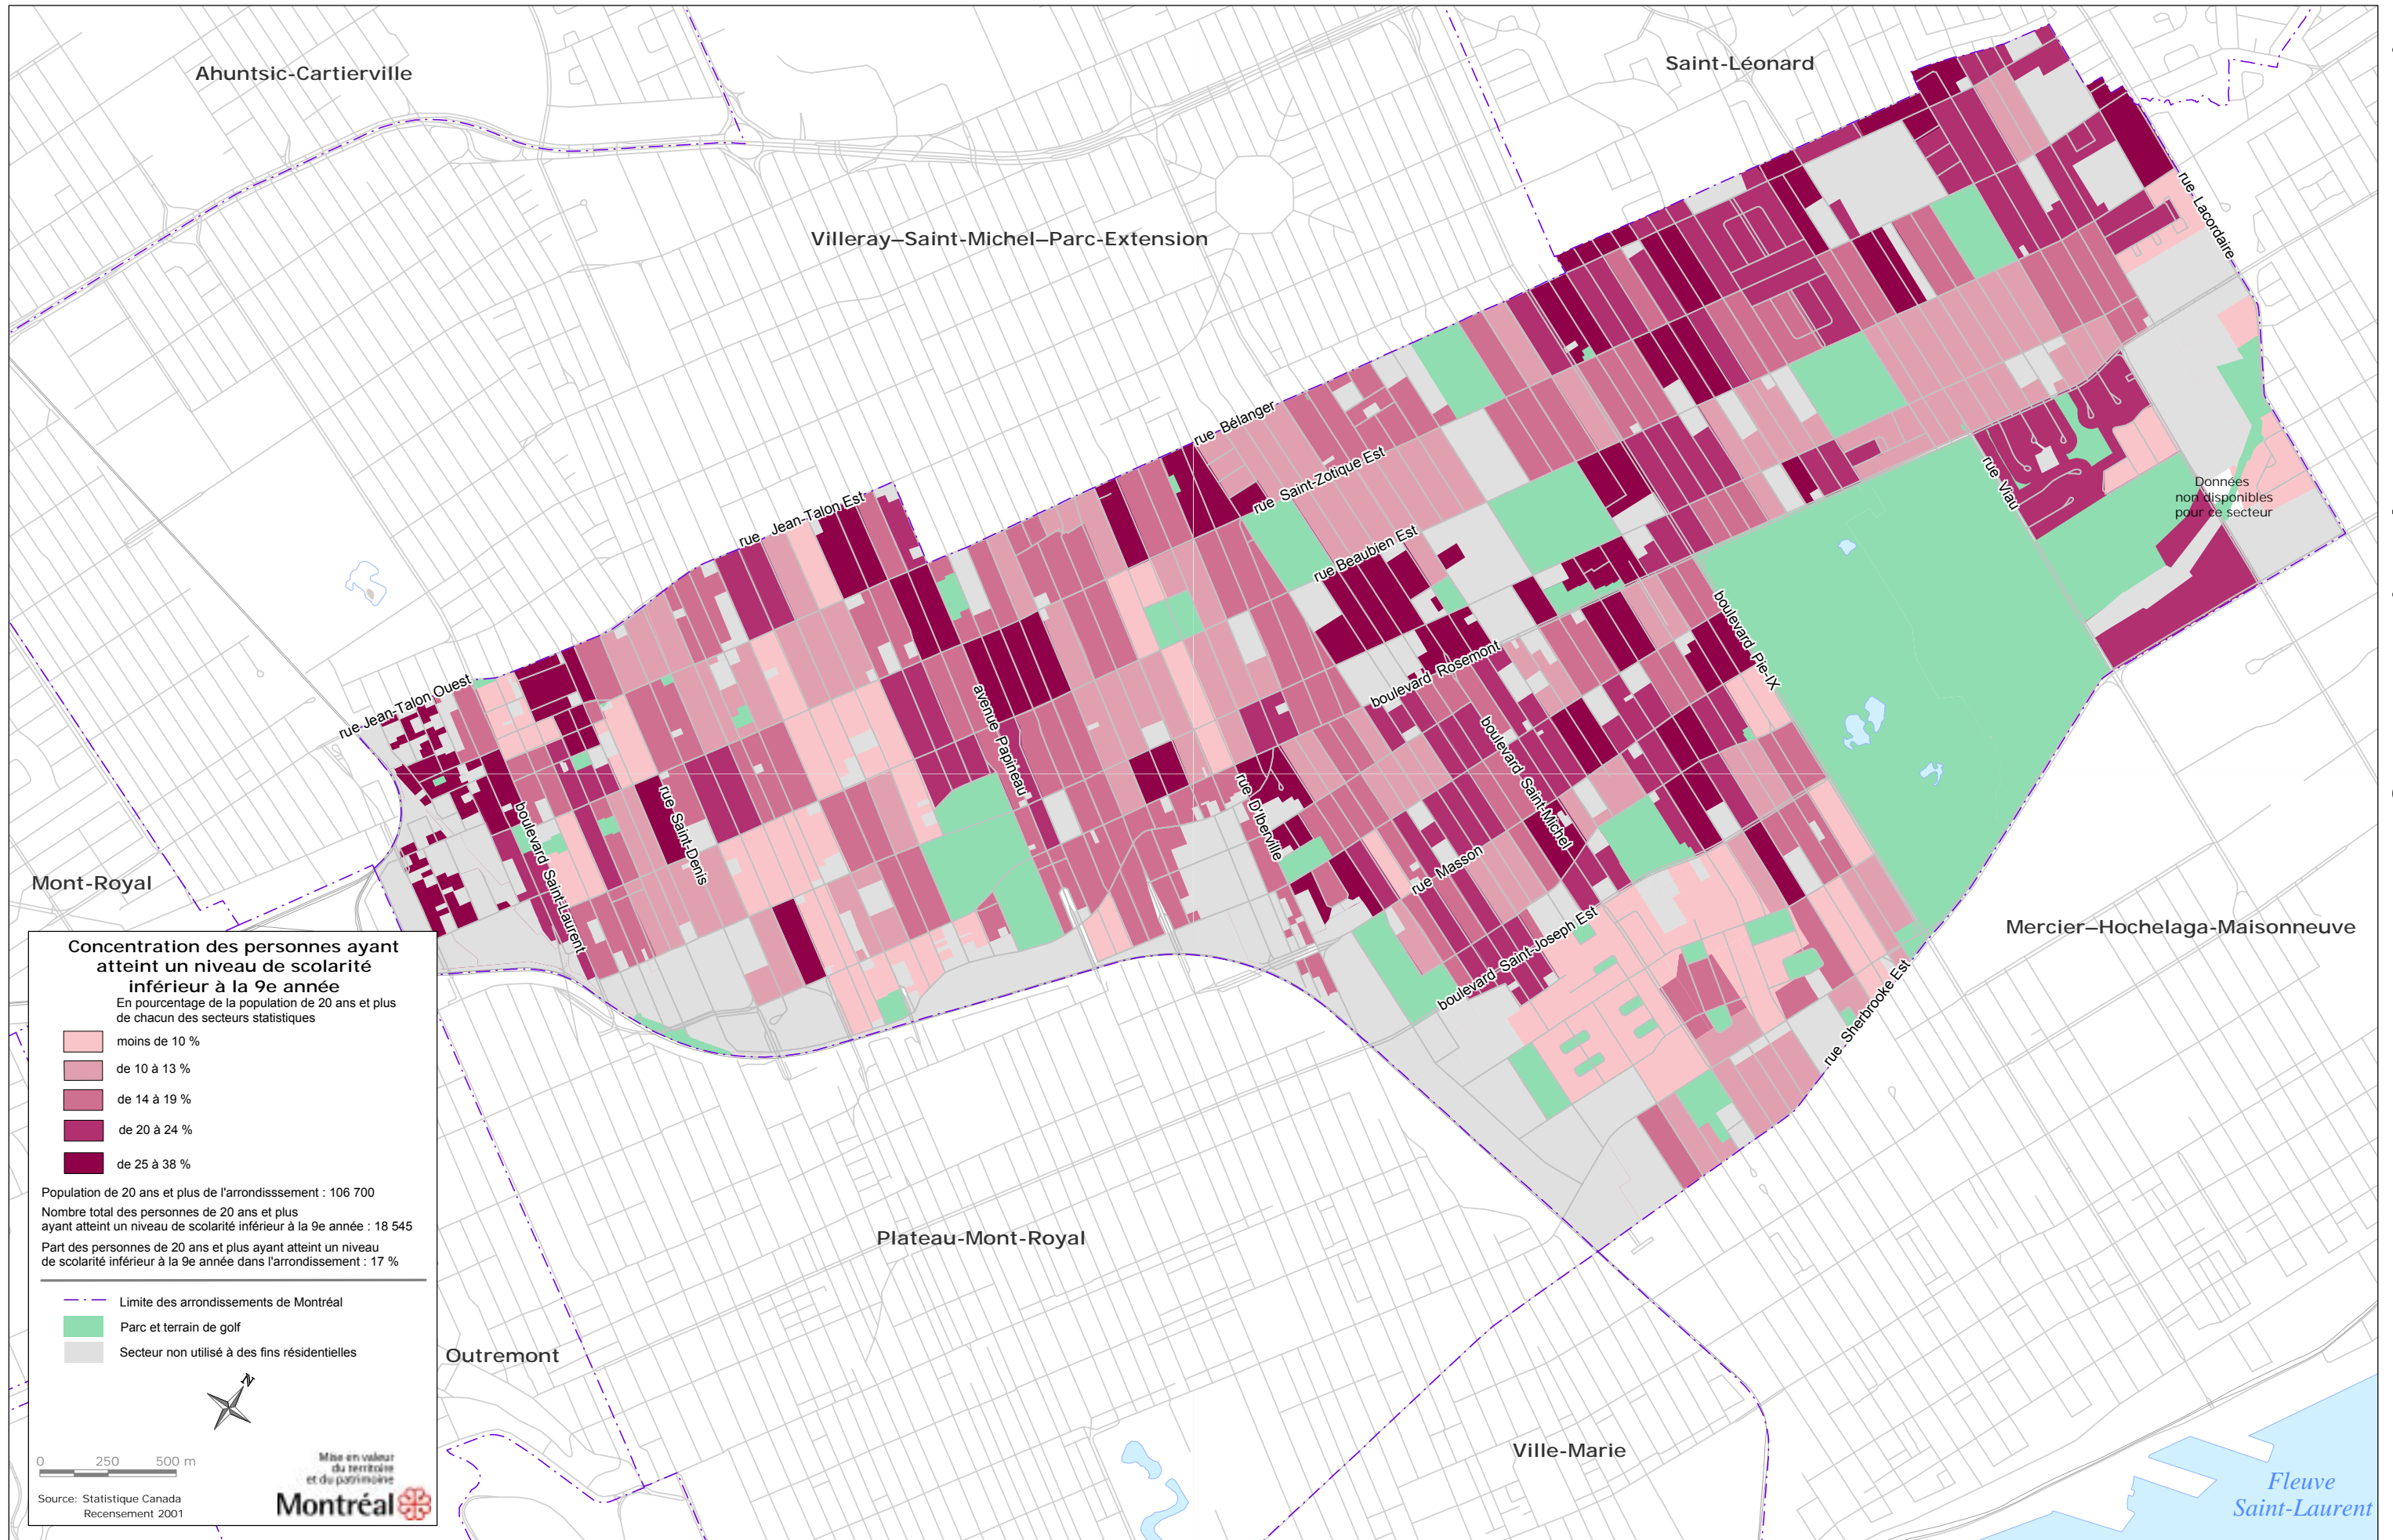 Ahuntsic-Cartierville
Saint-Léonard
Villeray–Saint-Michel–Parc-Extension
rue Lacordaire
rue Bélanger
rue Saint-Zotique Est
rue Jean-Talon Est
rue Viau
Données
non disponibles
pour ce secteur
rue Beaubien Est
boulevard Pie-IX
boulevard Rosemont
rue Jean-Talon Ouest
avenue Papineau
boulevard Saint-Michel
rue D'Iberville
rue Saint-Denis
boulevard Saint-Laurent
rue Masson
Mont-Royal
boulevard Saint-Joseph Est
Mercier–Hochelaga-Maisonneuve
rue Sherbrooke Est
Plateau-Mont-Royal
Outremont
Ville-Marie
Fleuve
Saint-Laurent
Concentration des personnes ayant
atteint un niveau de scolarité
inférieur à la 9e année
En pourcentage de la population de 20 ans et plus
de chacun des secteurs statistiques
moins de 10 %
de 10 à 13 %
de 14 à 19 %
de 20 à 24 %
de 25 à 38 %
Population de 20 ans et plus de l'arrondisssement : 106 700
Nombre total des personnes de 20 ans et plus
ayant atteint un niveau de scolarité inférieur à la 9e année : 18 545
Part des personnes de 20 ans et plus ayant atteint un niveau
de scolarité inférieur à la 9e année dans l'arrondissement : 17 %
Limite des arrondissements de Montréal
Parc et terrain de golf
Secteur non utilisé à des fins résidentielles
N
0 250 500 m
Mise en valeur
du territoire
et du patrimoine
Montréal
Source: Statistique Canada
Recensement 2001